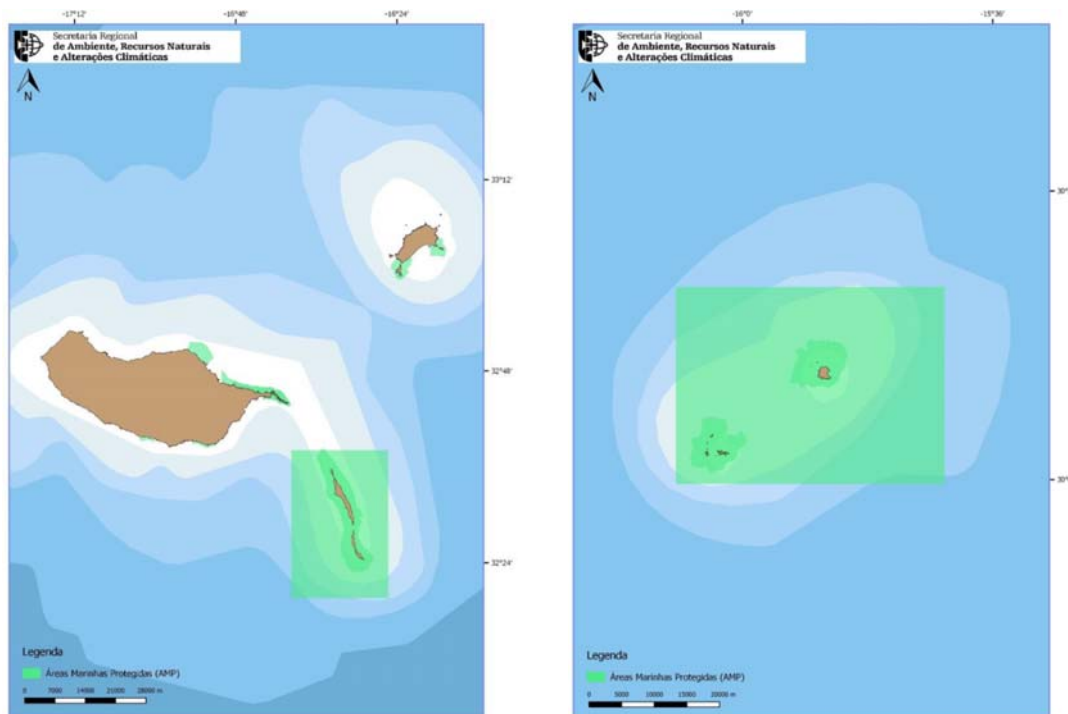 -17°12' -16°48' -16°24'
Secretaria Regional
de Ambiente, Recursos Naturais
e Alterações Climáticas
N
33°12'
32°48'
32°24'
Legenda
Áreas Marinhas Protegidas (AMP)
0 7000 14000 21000 28000 m
-16°0' -15°36'
Secretaria Regional
de Ambiente, Recursos Naturais
e Alterações Climáticas
N
30°
30°
Legenda
Áreas Marinhas Protegidas (AMP)
0 5000 10000 15000 20000 m